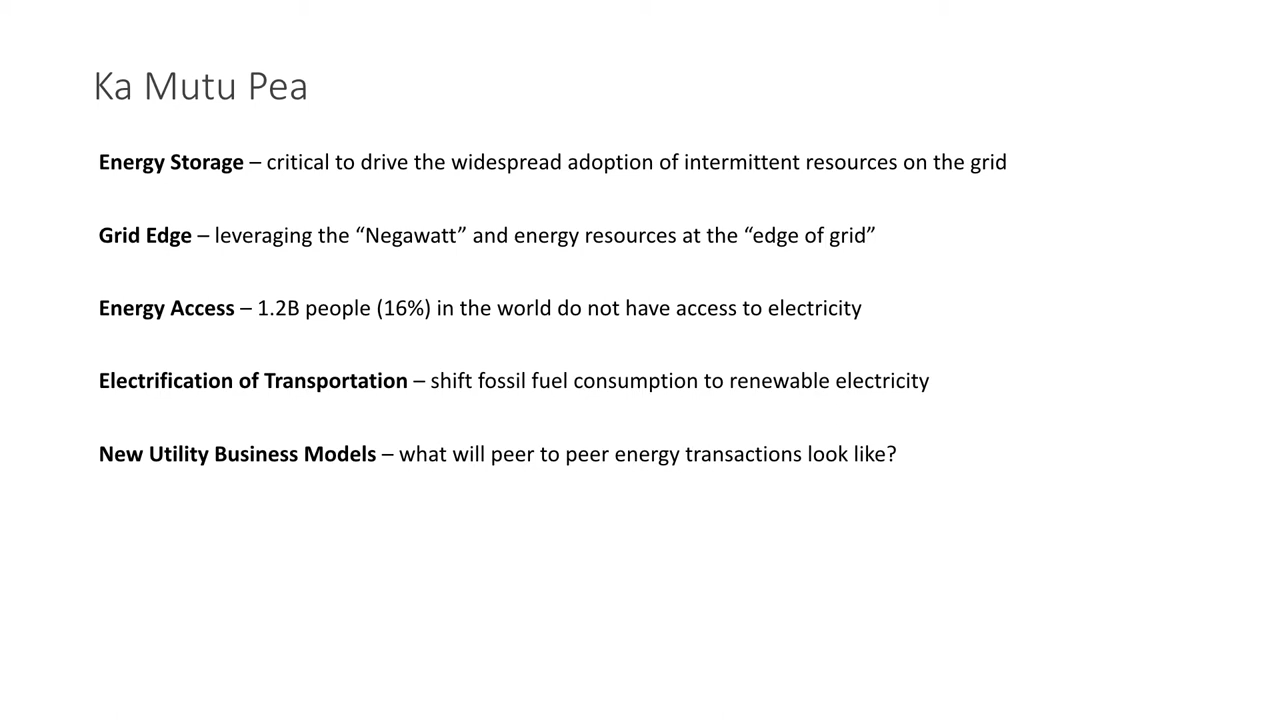 Ka Mutu Pea
Energy Storage – critical to drive the widespread adoption of intermittent resources on the grid
Grid Edge – leveraging the “Negawatt” and energy resources at the “edge of grid”
Energy Access – 1.2B people (16%) in the world do not have access to electricity
Electrification of Transportation – shift fossil fuel consumption to renewable electricity
New Utility Business Models – what will peer to peer energy transactions look like?